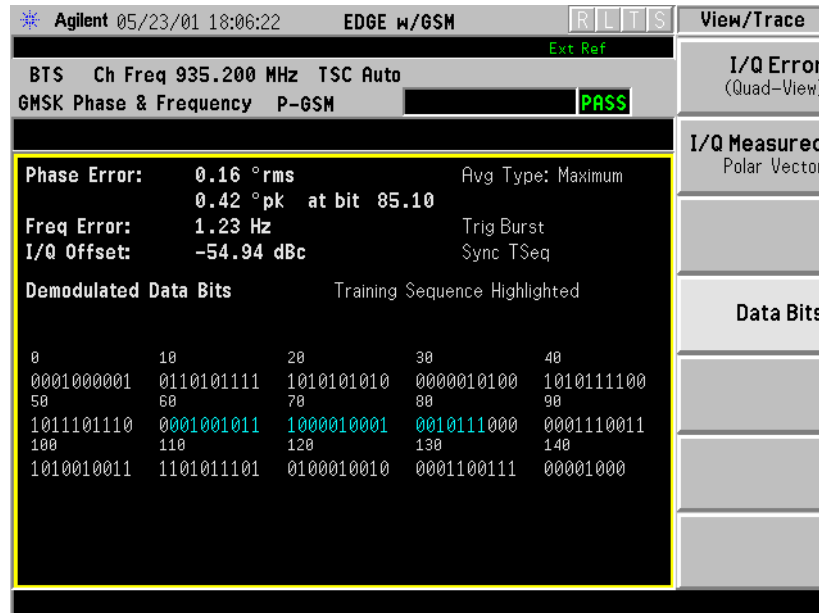 Agilent 05/23/01 18:06:22 EDGE w/GSM R L T S View/Trace
Ext Ref
BTS Ch Freq 935.200 MHz TSC Auto
GMSK Phase & Frequency P-GSM PASS
I/Q Error
(Quad-View)
I/Q Measured
Polar Vector
Data Bits
Phase Error: 0.16 °rms Avg Type: Maximum
0.42 °pk at bit 85.10
Freq Error: 1.23 Hz Trig Burst
I/Q Offset: -54.94 dBc Sync TSeq
Demodulated Data Bits Training Sequence Highlighted
0 10 20 30 40
0001000001 0110101111 1010101010 0000010100 1010111100
50 60 70 80 90
1011101110 0001001011 1000010001 0010111000 0001110011
100 110 120 130 140
1010010011 1101011101 0100010010 0001100111 00001000